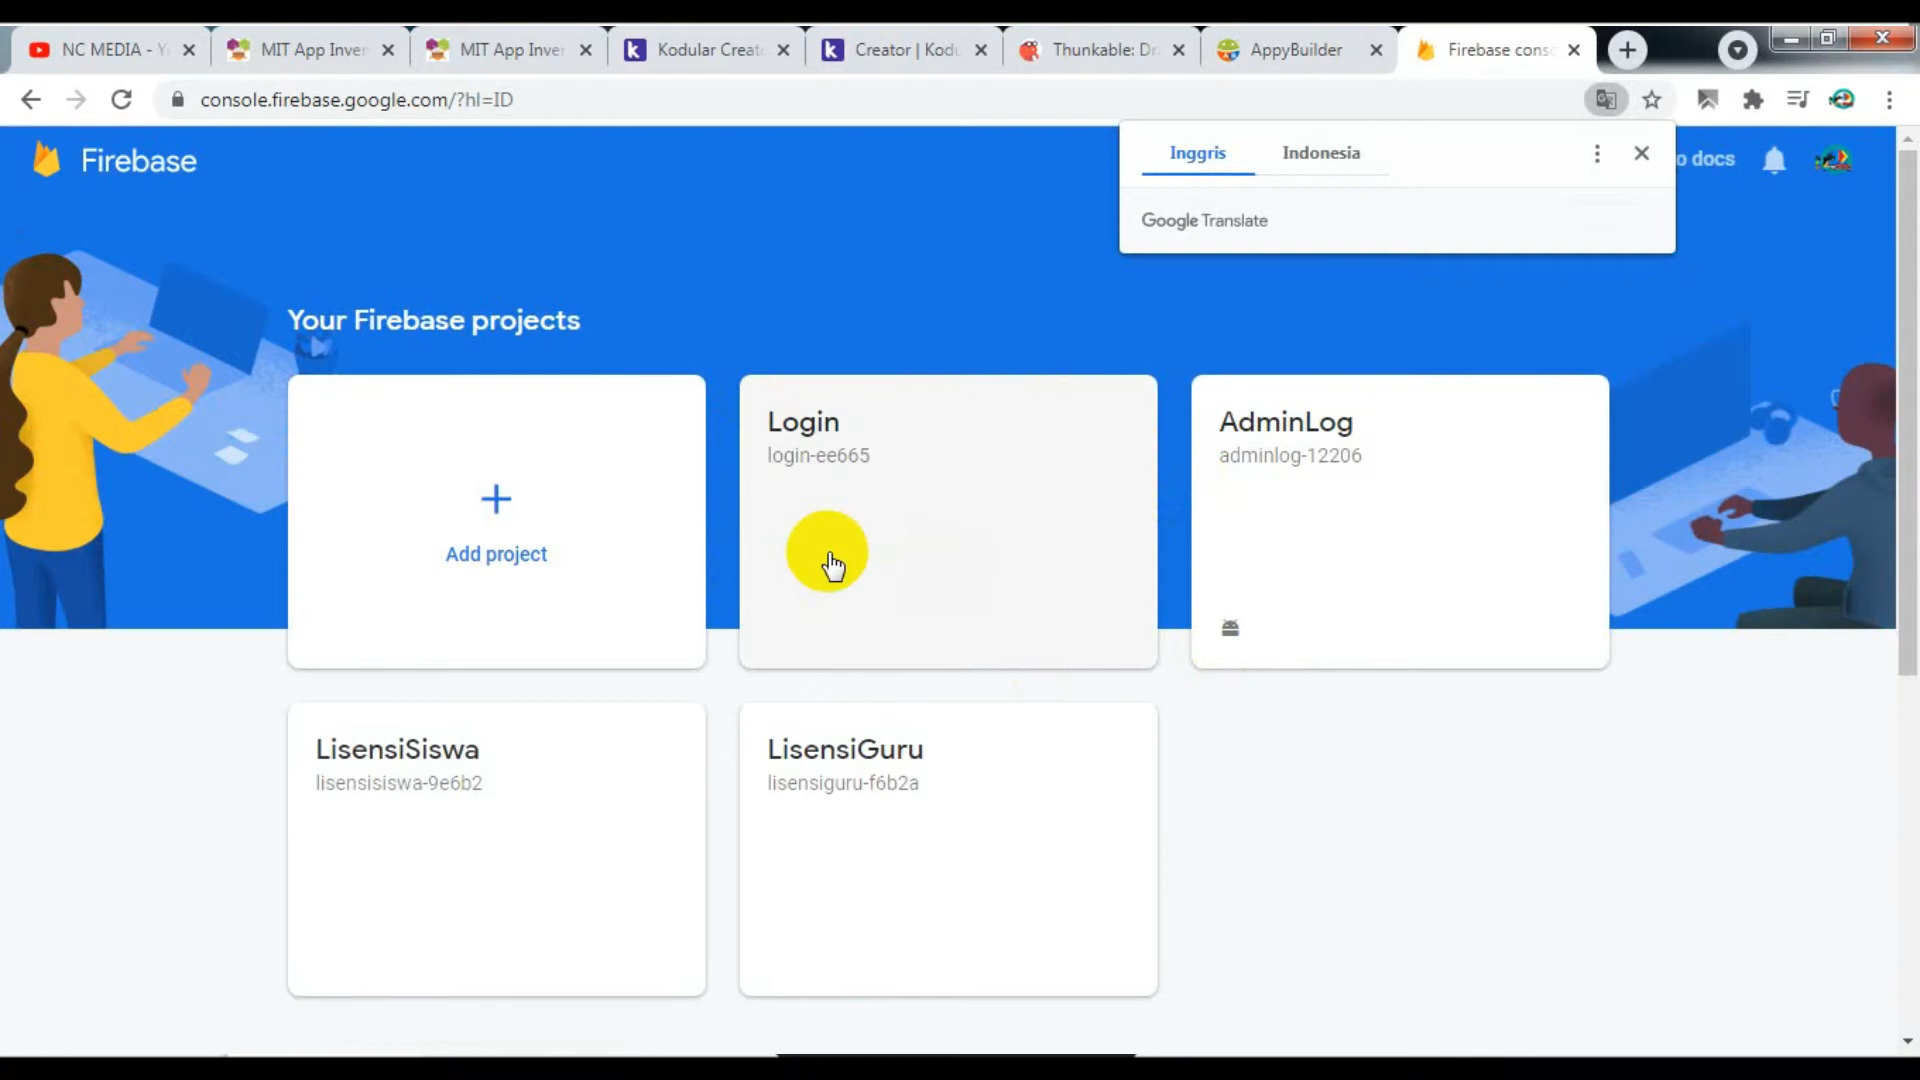 NC MEDIA - Y
MIT App Inver
MIT App Inver
Kodular Creat
Creator | Kodu
Thunkable: Dr
AppyBuilder
Firebase cons
console.firebase.google.com/?hl=ID
Firebase
Inggris
Indonesia
o docs
Google Translate
Your Firebase projects
Add project
Login
login-ee665
AdminLog
adminlog-12206
LisensiSiswa
lisensisiswa-9e6b2
LisensiGuru
lisensiguru-f6b2a